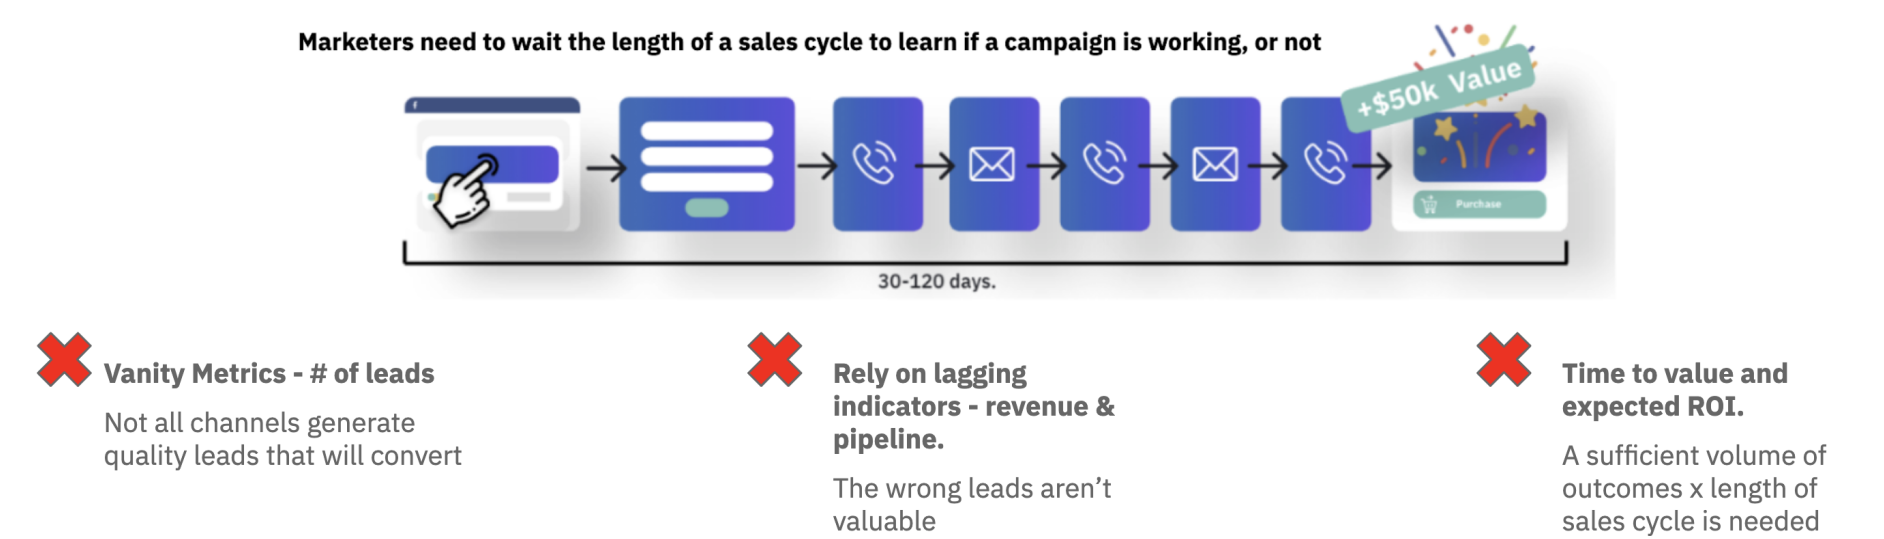 Marketers need to wait the length of a sales cycle to learn if a campaign is working, or not
+$50k Value
f
Purchase
30-120 days.
Vanity Metrics - # of leads
Not all channels generate
quality leads that will convert
Rely on lagging
indicators - revenue &
pipeline.
The wrong leads aren’t
valuable
Time to value and
expected ROI.
A sufficient volume of
outcomes x length of
sales cycle is needed